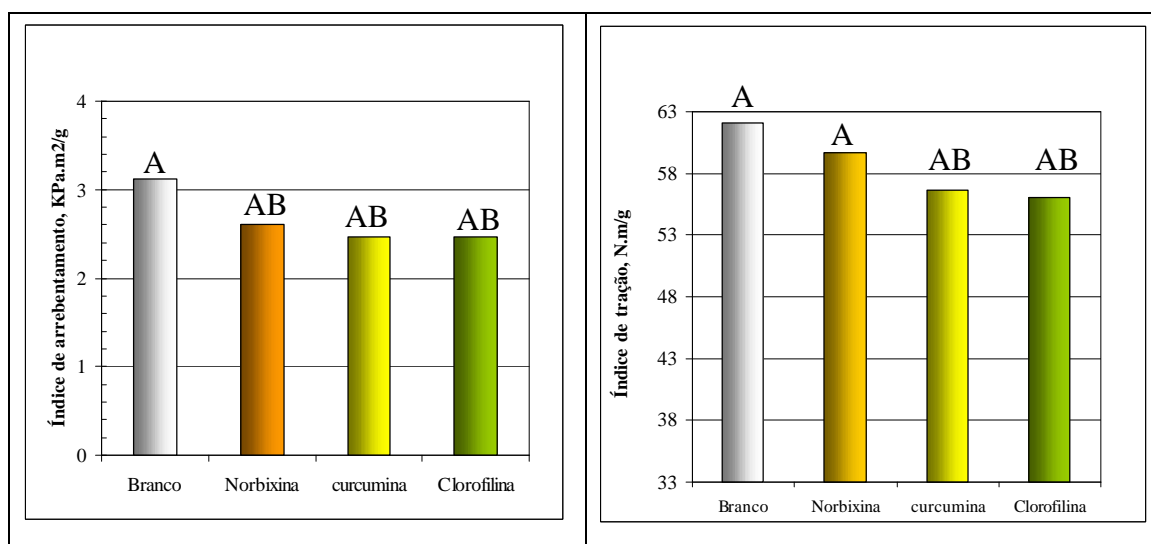 Índice de arrebentamento, KPa.m2/g
4
3
2
1
0
A
AB
AB
AB
Branco
Norbixina
curcumina
Clorofilina
Índice de tração, N.m/g
63
58
53
48
43
38
33
A
A
AB
AB
Branco
Norbixina
curcumina
Clorofilina